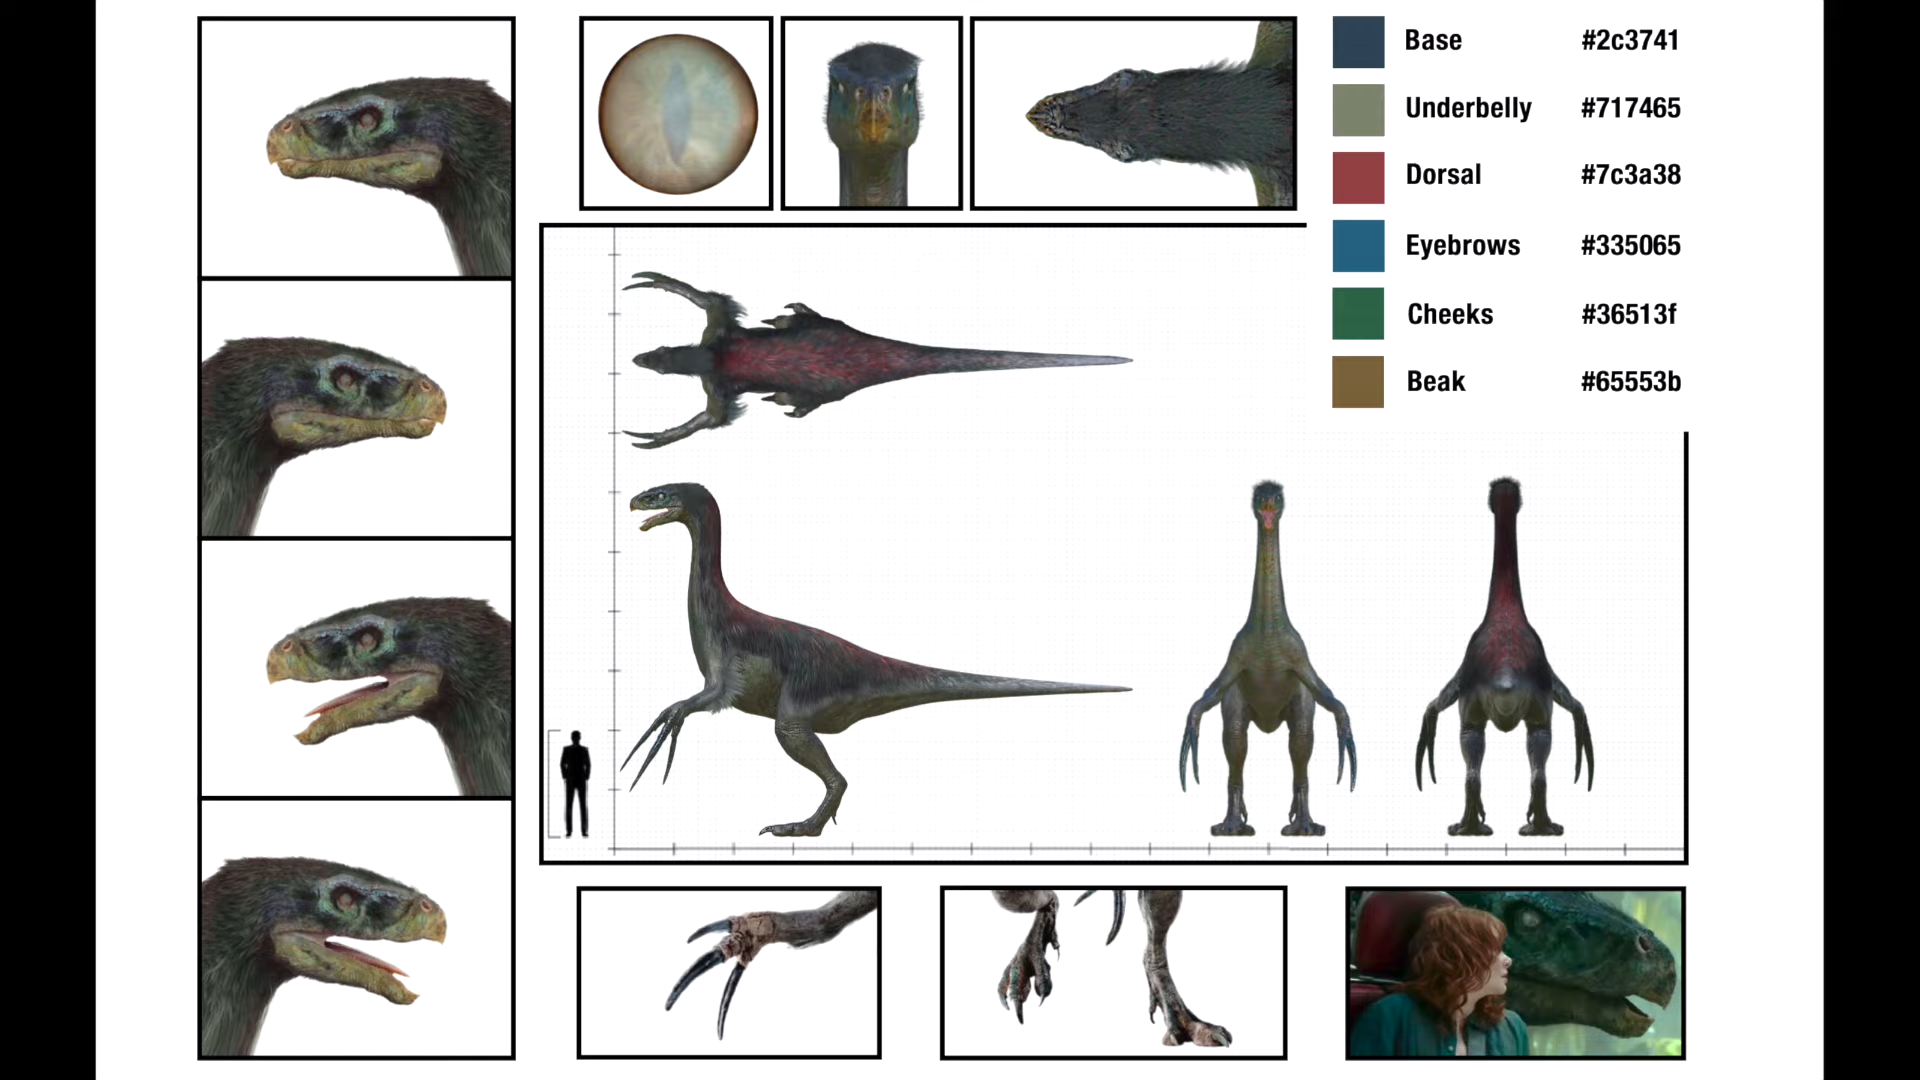 Base #2c3741
Underbelly #717465
Dorsal #7c3a38
Eyebrows #335065
Cheeks #36513f
Beak #65553b